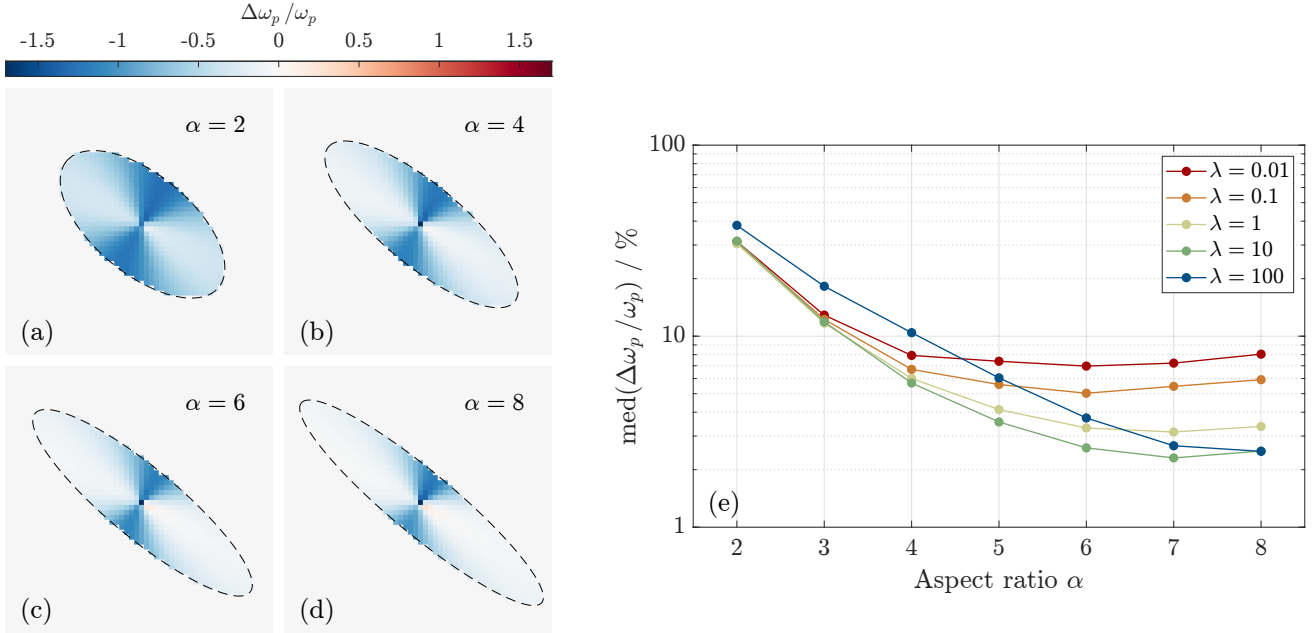 Δω_p/ω_p
-1.5 -1 -0.5 0 0.5 1 1.5
α = 2
(a)
α = 4
(b)
α = 6
(c)
α = 8
(d)
med(Δω_p/ω_p) / %
100
10
1
λ = 0.01
λ = 0.1
λ = 1
λ = 10
λ = 100
(e)
2 3 4 5 6 7 8
Aspect ratio α